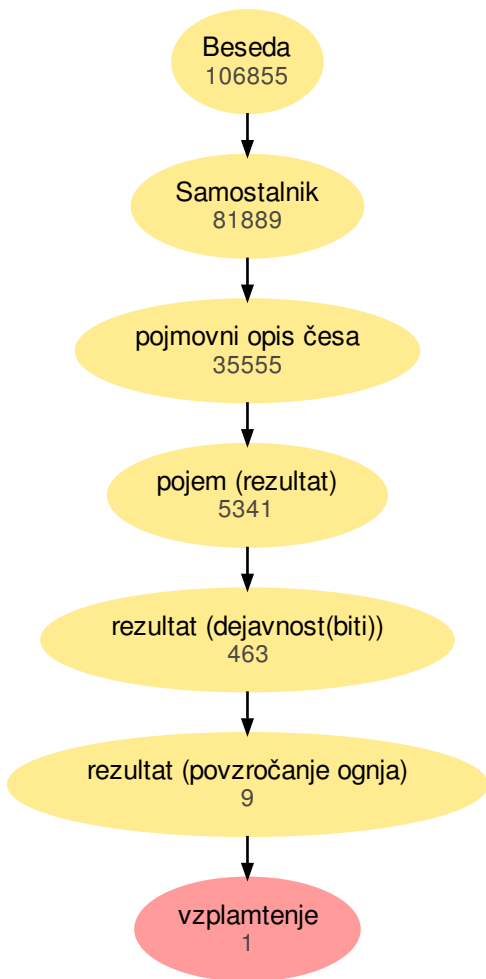 Beseda
106855
Samostalnik
81889
pojmovni opis česa
35555
pojem (rezultat)
5341
rezultat (dejavnost(biti))
463
rezultat (povzročanje ognja)
9
vzplamtenje
1